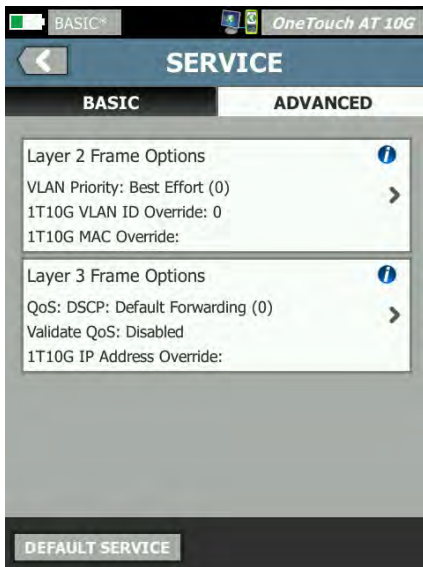 BASIC*
OneTouch AT 10G
SERVICE
BASIC
ADVANCED
Layer 2 Frame Options
VLAN Priority: Best Effort (0)
1T10G VLAN ID Override: 0
1T10G MAC Override:
Layer 3 Frame Options
QoS: DSCP: Default Forwarding (0)
Validate QoS: Disabled
1T10G IP Address Override:
DEFAULT SERVICE